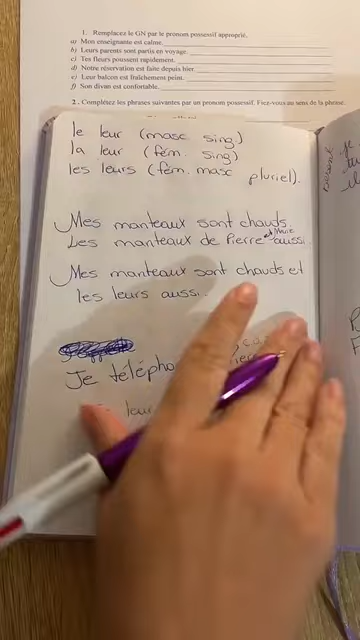 1. Remplacez le GN par le pronom possessif approprié.
a) Mon enseignante est calme.
b) Leurs parents sont partis en voyage.
c) Tes fleurs poussent rapidement.
d) Notre réservation est faite depuis hier.
e) Leur balcon est fraîchement peint.
f) Son divan est confortable.
2. Complétez les phrases suivantes par un pronom possessif. Fiez-vous au sens de la phrase.
le leur (masc sing)
la leur (fém. sing)
les leurs (fém. masc pluriel).
Mes manteaux sont chauds.
Les manteaux de Pierre et Marie aussi.
Mes manteaux sont chauds et
les leurs aussi.
Je télépho
leur